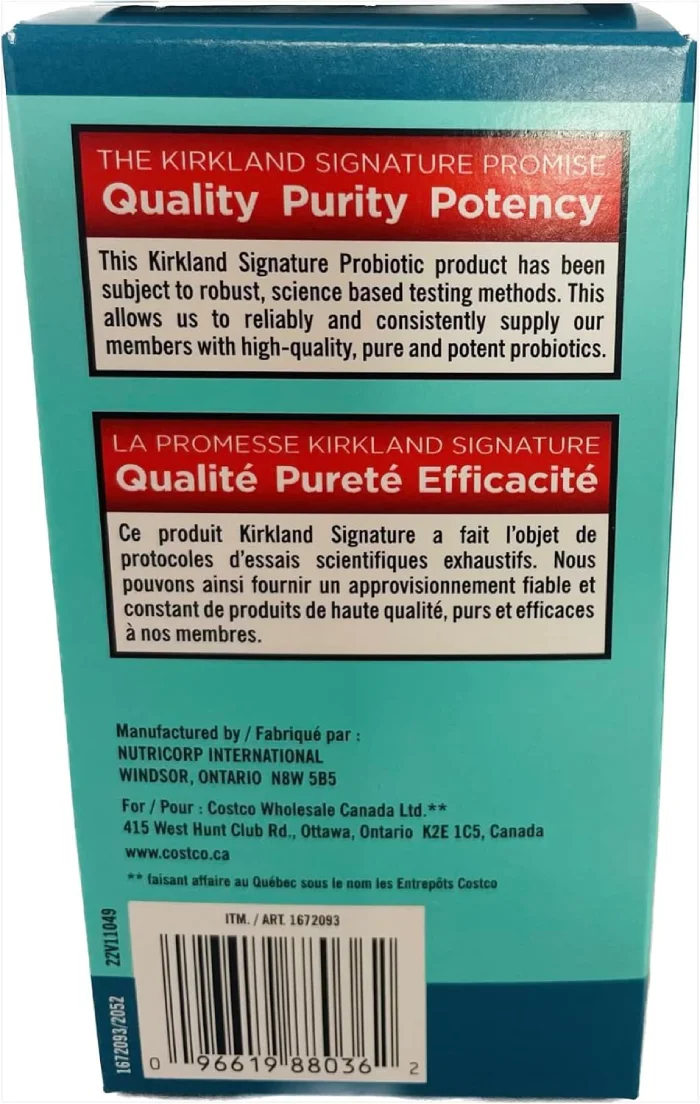 THE KIRKLAND SIGNATURE PROMISE
Quality Purity Potency
This Kirkland Signature Probiotic product has been
subject to robust, science based testing methods. This
allows us to reliably and consistently supply our
members with high-quality, pure and potent probiotics.
LA PROMESSE KIRKLAND SIGNATURE
Qualité Pureté Efficacité
Ce produit Kirkland Signature a fait l'objet de
protocoles d'essais scientifiques exhaustifs. Nous
pouvons ainsi fournir un approvisionnement fiable et
constant de produits de haute qualité, purs et efficaces
à nos membres.
Manufactured by / Fabriqué par :
NUTRICORP INTERNATIONAL
WINDSOR, ONTARIO N8W 5B5
For / Pour : Costco Wholesale Canada Ltd.**
415 West Hunt Club Rd., Ottawa, Ontario K2E 1C5, Canada
www.costco.ca
** faisant affaire au Québec sous le nom les Entrepôts Costco
22V11049
1672093/2052
ITM. / ART. 1672093
0 96619 88036 2